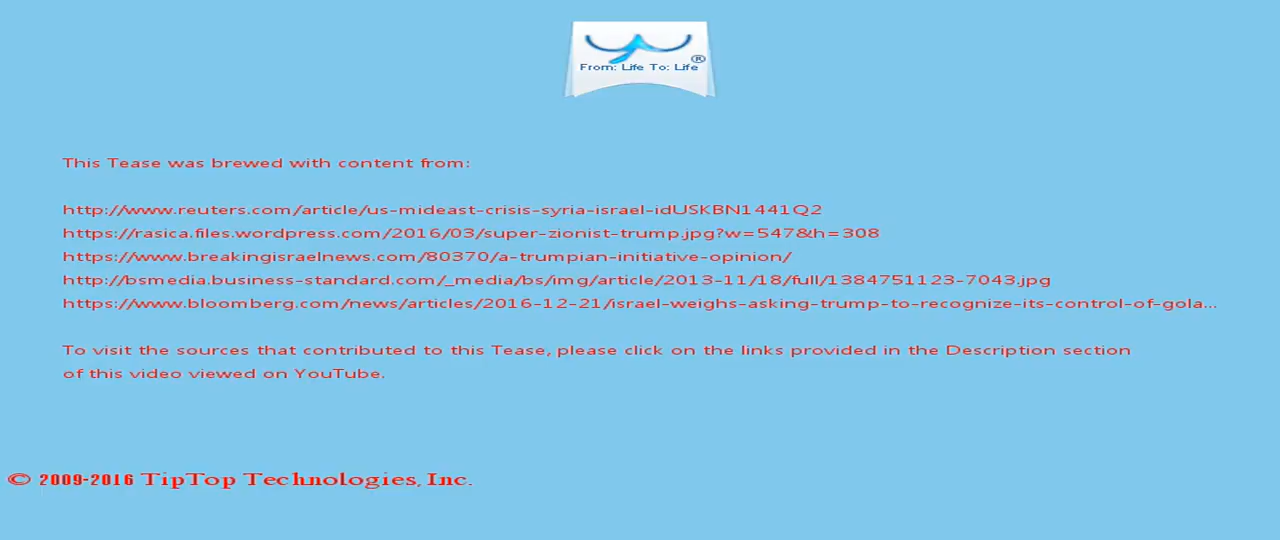 From: Life To: Life®
This Tease was brewed with content from:
http://www.reuters.com/article/us-mideast-crisis-syria-israel-idUSKBN1441Q2
https://rasica.files.wordpress.com/2016/03/super-zionist-trump.jpg?w=547&h=308
https://www.breakingisraelnews.com/80370/a-trumpian-initiative-opinion/
http://bsmedia.business-standard.com/_media/bs/img/article/2013-11/18/full/1384751123-7043.jpg
https://www.bloomberg.com/news/articles/2016-12-21/israel-weighs-asking-trump-to-recognize-its-control-of-gola...
To visit the sources that contributed to this Tease, please click on the links provided in the Description section
of this video viewed on YouTube.
© 2009-2016 TipTop Technologies, Inc.